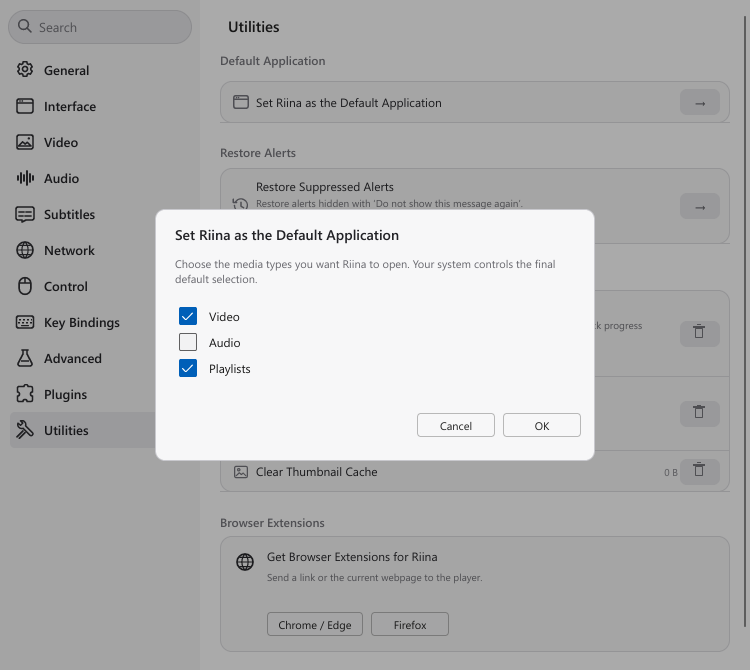 Search
General
Interface
Video
Audio
Subtitles
Network
Control
Key Bindings
Advanced
Plugins
Utilities
Utilities
Default Application
Set Riina as the Default Application
→
Restore Alerts
Restore Suppressed Alerts
Restore alerts hidden with 'Do not show this message again'.
→
Set Riina as the Default Application
Choose the media types you want Riina to open. Your system controls the final
default selection.
Video
Audio
Playlists
Cancel
OK
progress
Clear Thumbnail Cache
0 B
Browser Extensions
Get Browser Extensions for Riina
Send a link or the current webpage to the player.
Chrome / Edge
Firefox